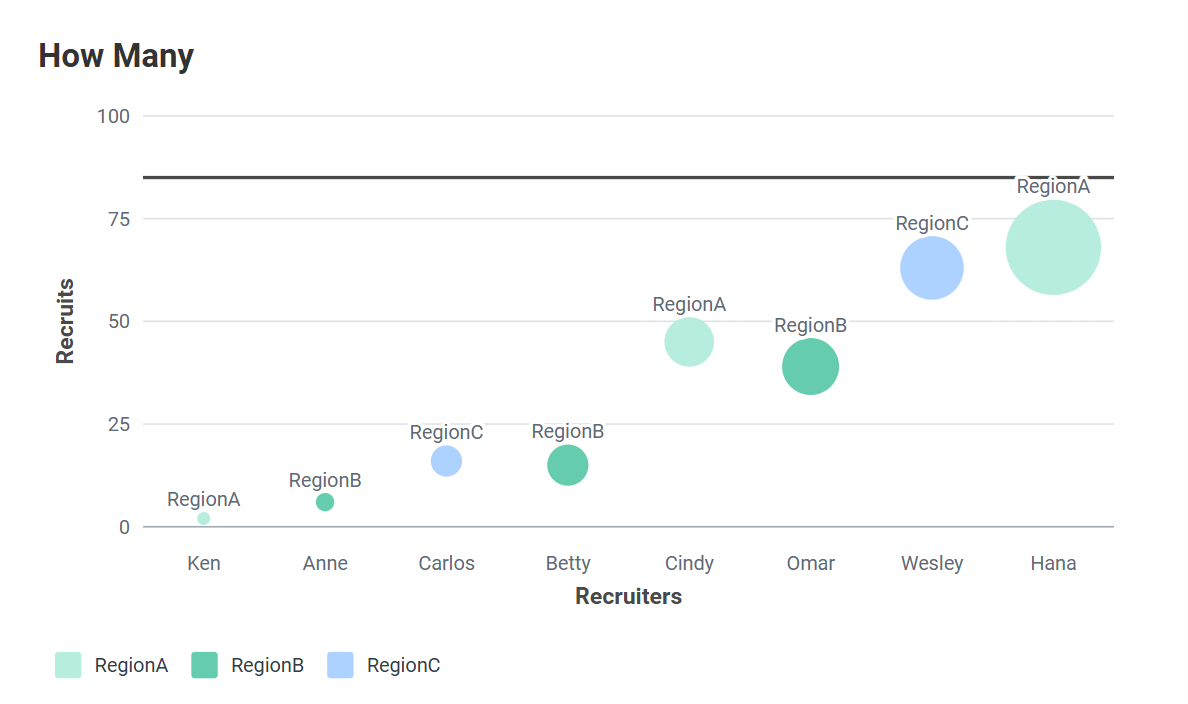 How Many
100
75
50
25
0
Recruits
RegionA
RegionB
RegionC
RegionB
RegionA
RegionB
RegionC
RegionA
Ken Anne Carlos Betty Cindy Omar Wesley Hana
Recruiters
RegionA RegionB RegionC